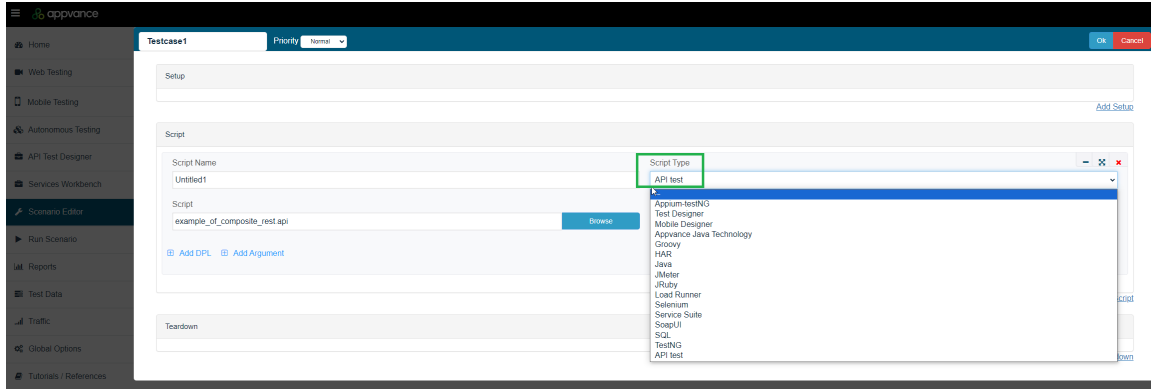 appvance
Home
Web Testing
Mobile Testing
Autonomous Testing
API Test Designer
Services Workbench
Scenario Editor
Run Scenario
Reports
Test Data
Traffic
Global Options
Tutorials / References
Testcase1 Priority Normal Ok Cancel
Setup
Add Setup
Script
Script Name Script Type
Untitled1 API test
Script
example_of_composite_rest.api Browse
Add DPL Add Argument
Appium-testNG
Test Designer
Mobile Designer
Appvance Java Technology
Groovy
HAR
Java
JMeter
JRuby
Load Runner
Selenium
Service Suite
SoapUI
SQL
TestNG
API test
Teardown